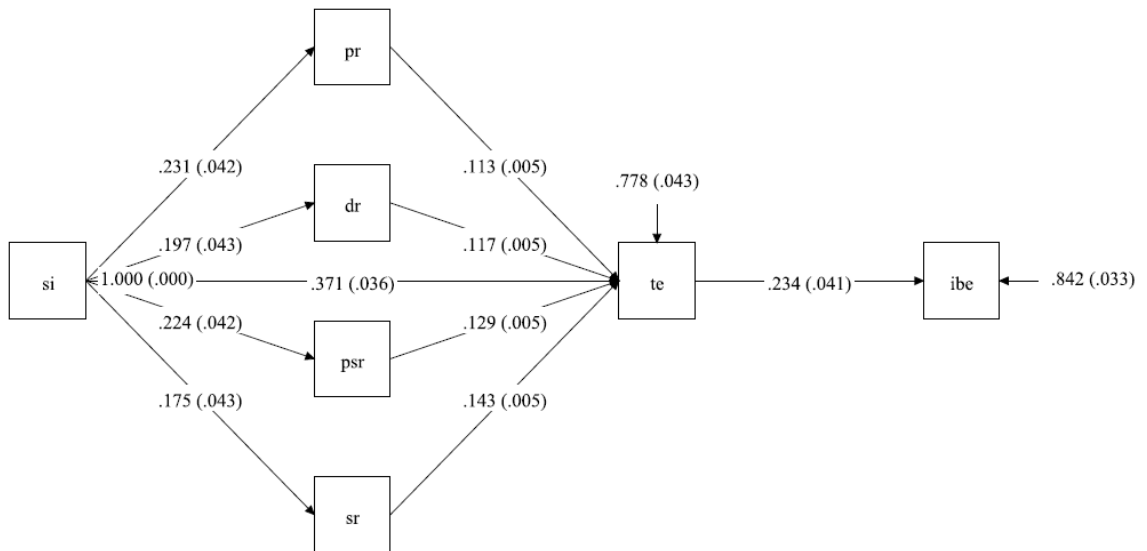 pr
.231 (.042)
.113 (.005)
dr
.778 (.043)
.197 (.043)
.117 (.005)
si
1.000 (.000)
.371 (.036)
te
.234 (.041)
ibe
.842 (.033)
.224 (.042)
.129 (.005)
psr
.175 (.043)
.143 (.005)
sr